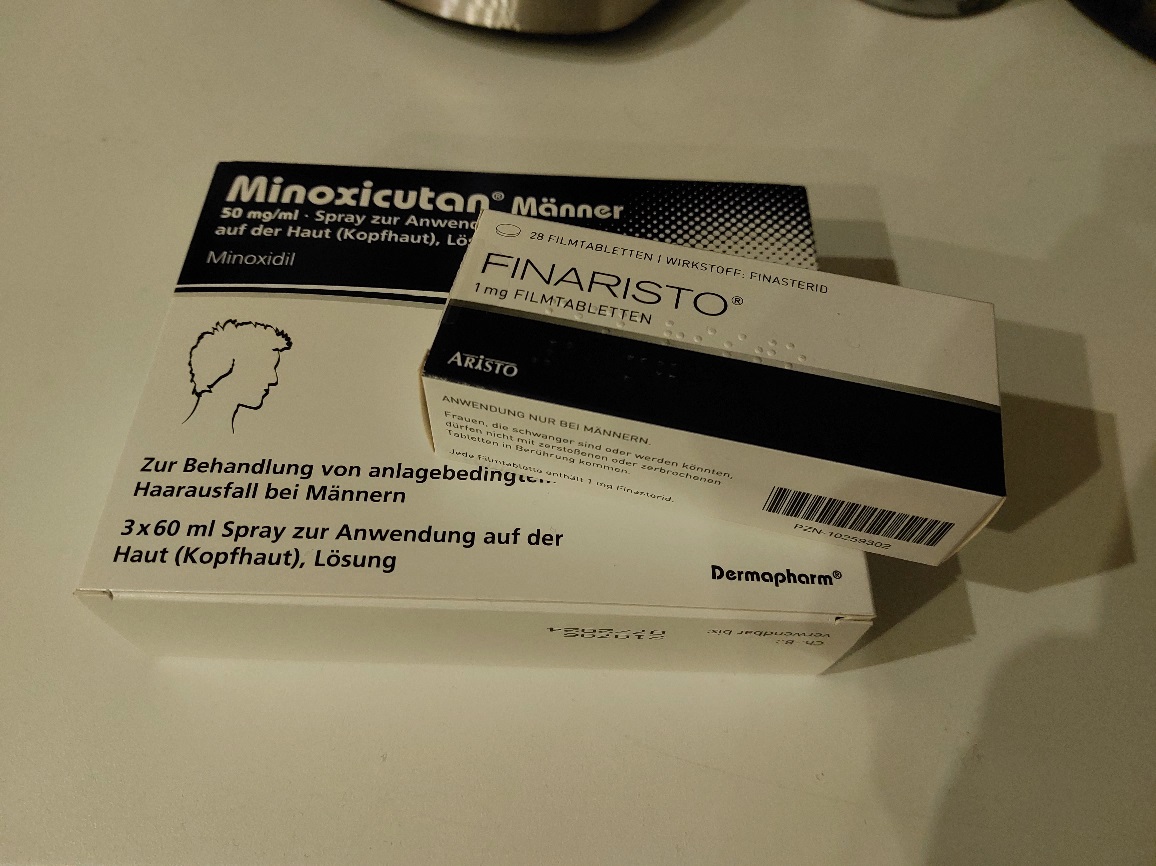 Minoxicutan® Männer
50 mg/ml · Spray zur
auf der Haut (Kopfhaut),
Minoxidil
Zur Behandlung von
Haarausfall bei Männern
3x60 ml Spray zur Anwendung auf der
Haut (Kopfhaut), Lösung
Dermapharm®
Ch.-B.:
verwendbar bis:
28 FILMTABLETTEN | WIRKSTOFF: FINASTERID
FINARISTO®
1 mg FILMTABLETTEN
ARISTO
ANWENDUNG NUR BEI MÄNNERN.
Frauen, die schwanger sind oder werden könnten,
dürfen nicht mit zerstoßenen oder zerbrochenen
Tabletten in Berührung kommen.
Jede Filmtablette enthält 1 mg Finasterid.
PZN-10259302